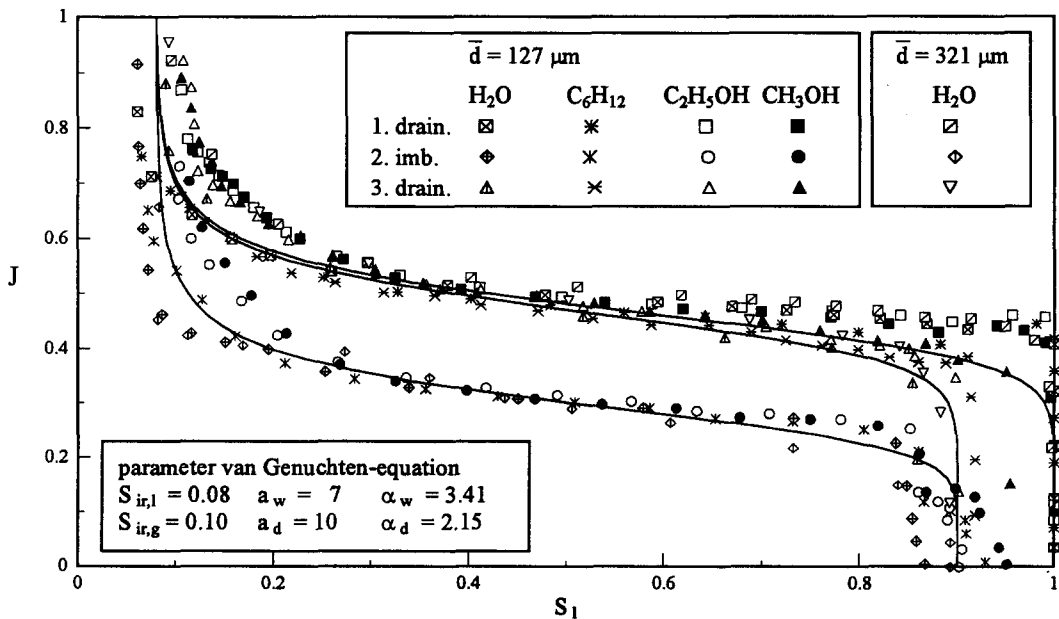 1
0.8
0.6
0.4
0.2
0
J
0.2
0.4
0.6
0.8
1
S_l
d̅ = 127 μm
H₂O C₆H₁₂ C₂H₅OH CH₃OH
1. drain.
2. imb.
3. drain.
d̅ = 321 μm
H₂O
parameter van Genuchten-equation
S_ir,l = 0.08 a_w = 7 α_w = 3.41
S_ir,g = 0.10 a_d = 10 α_d = 2.15